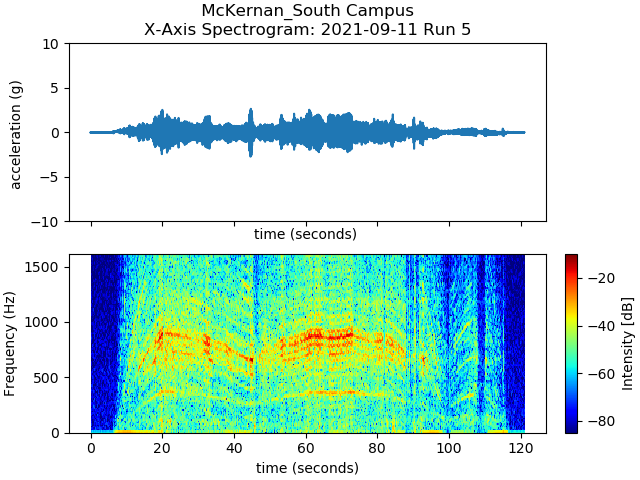 McKernan_South Campus
X-Axis Spectrogram: 2021-09-11 Run 5
10
5
0
−5
−10
acceleration (g)
time (seconds)
1500
1000
500
0
Frequency (Hz)
0 20 40 60 80 100 120
time (seconds)
−20
−40
−60
−80
Intensity [dB]